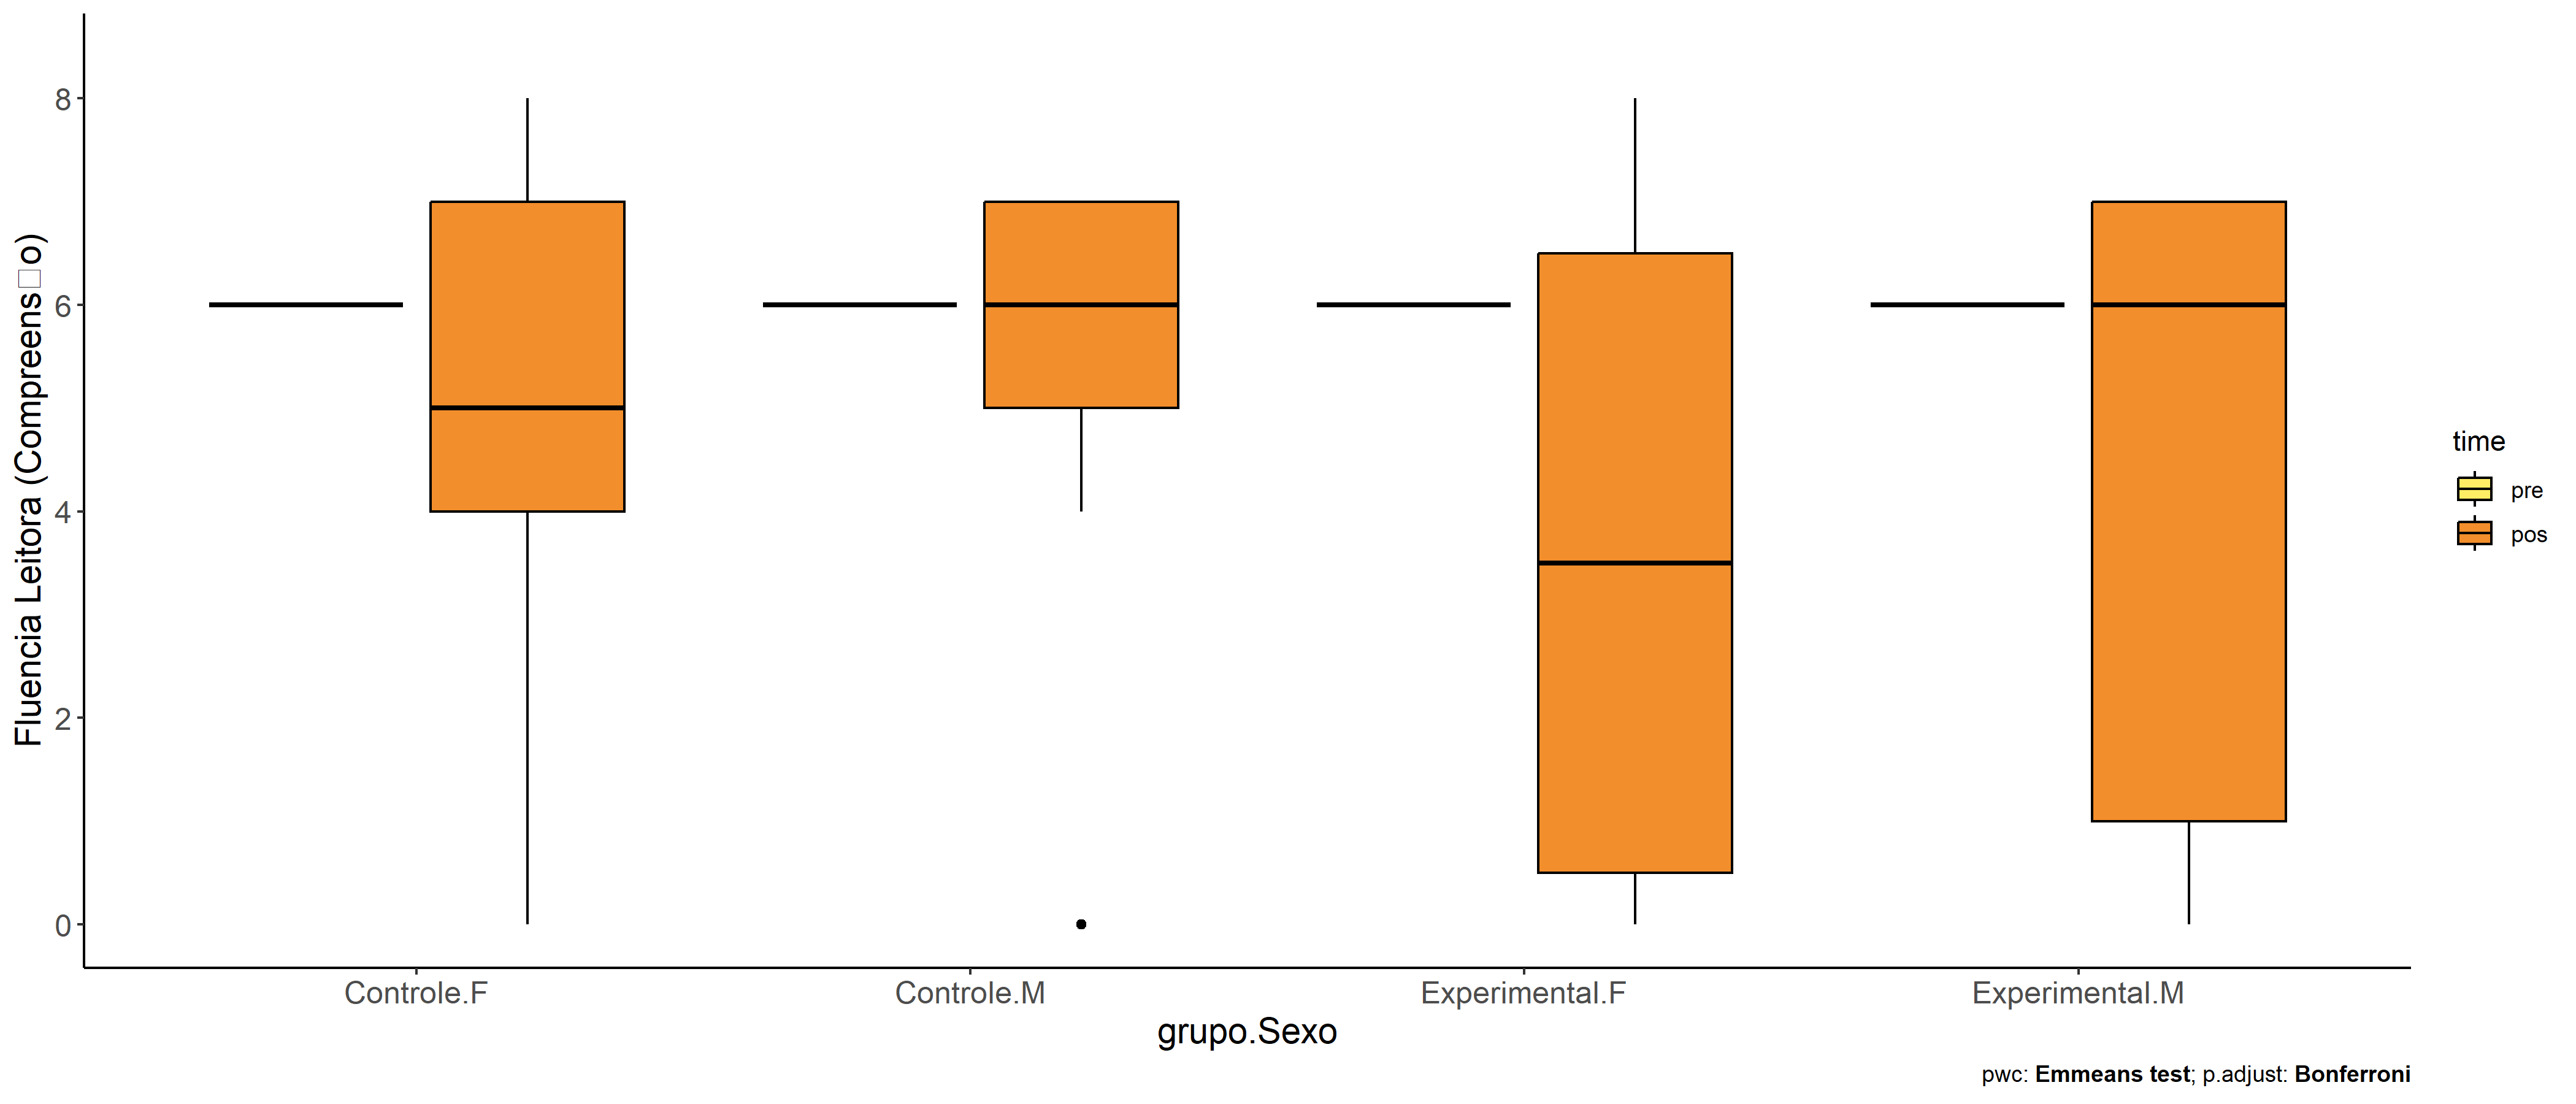 Fluencia Leitora (Compreens□o)
8
6
4
2
0
Controle.F
Controle.M
Experimental.F
Experimental.M
grupo.Sexo
time
pre
pos
pwc: Emmeans test; p.adjust: Bonferroni